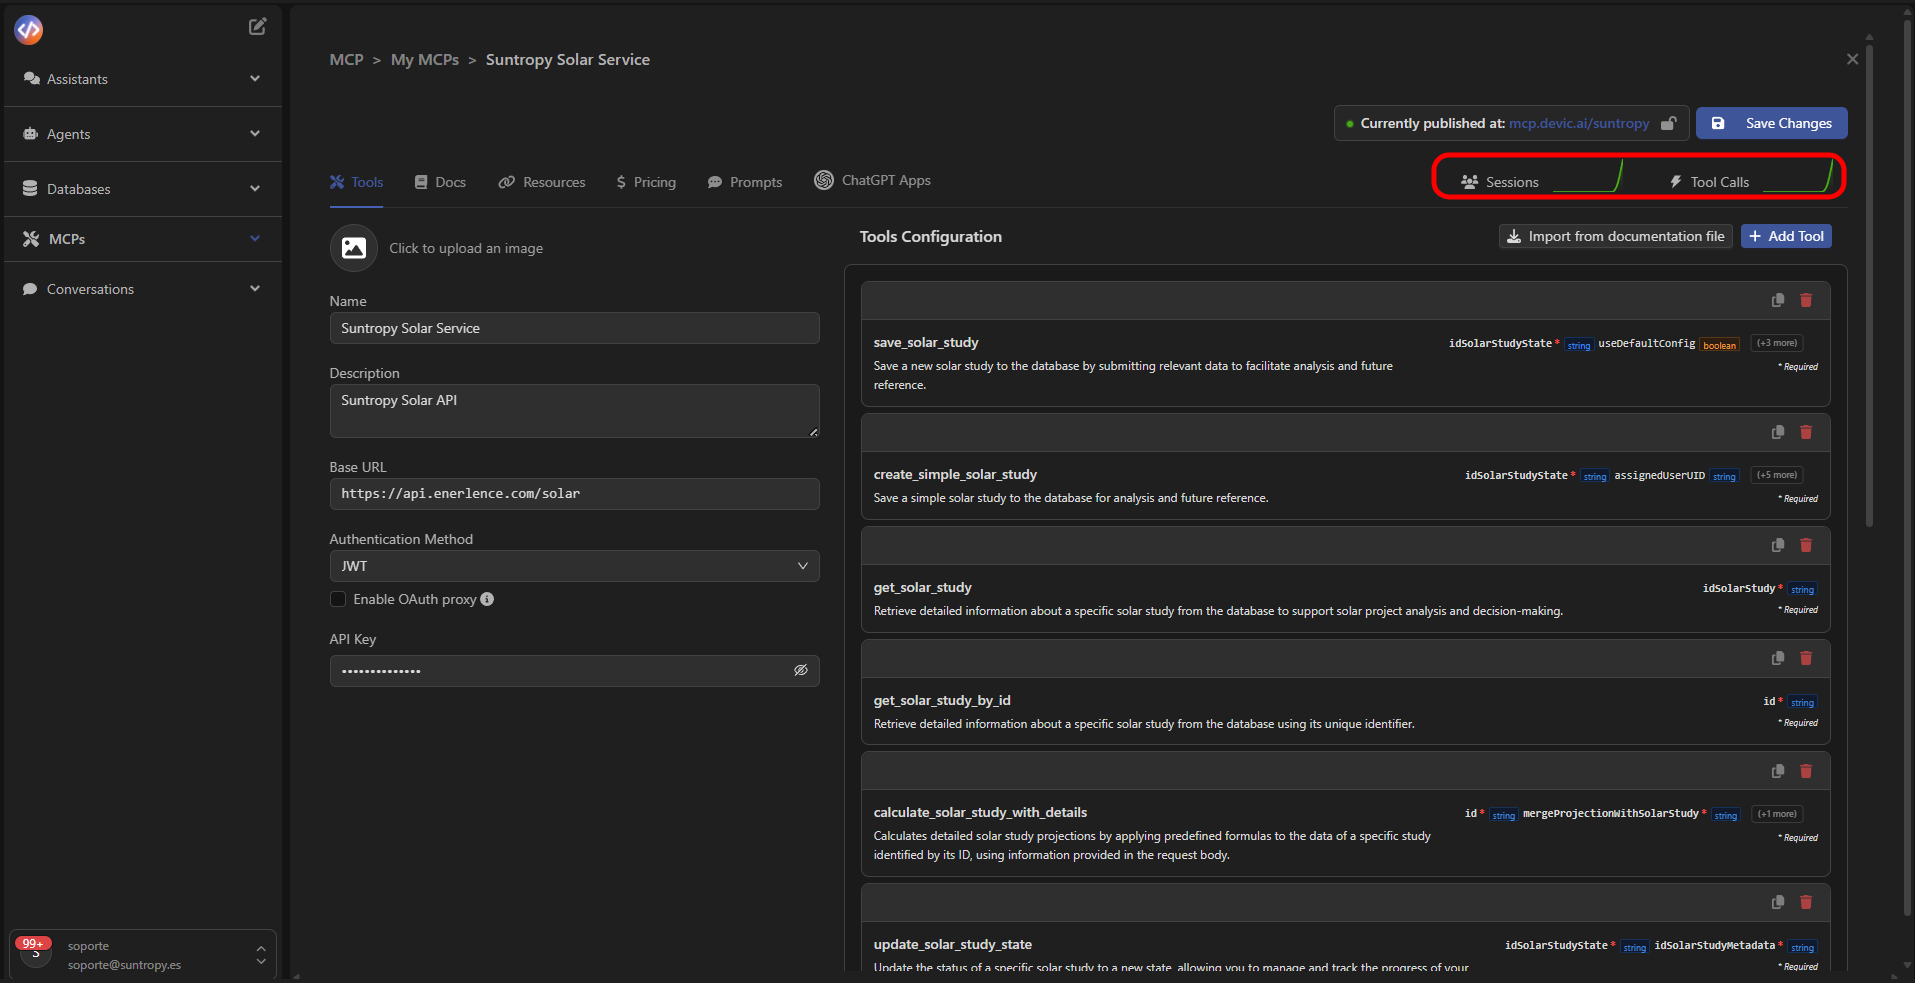 Assistants
Agents
Databases
MCPs
Conversations
99+
S
soporte
soporte@suntropy.es
MCP > My MCPs > Suntropy Solar Service
Currently published at: mcp.devic.ai/suntropy
Save Changes
Tools
Docs
Resources
$ Pricing
Prompts
ChatGPT Apps
Sessions
Tool Calls
Click to upload an image
Name
Suntropy Solar Service
Description
Suntropy Solar API
Base URL
https://api.enerlence.com/solar
Authentication Method
JWT
Enable OAuth proxy
API Key
••••••••••••••
Tools Configuration
Import from documentation file
+ Add Tool
save_solar_study
idSolarStudyState * string useDefaultConfig boolean (+3 more)
Save a new solar study to the database by submitting relevant data to facilitate analysis and future
reference.
* Required
create_simple_solar_study
idSolarStudyState * string assignedUserUID string (+5 more)
Save a simple solar study to the database for analysis and future reference.
* Required
get_solar_study
idSolarStudy * string
Retrieve detailed information about a specific solar study from the database to support solar project analysis and decision-making.
* Required
get_solar_study_by_id
id * string
Retrieve detailed information about a specific solar study from the database using its unique identifier.
* Required
calculate_solar_study_with_details
id * string mergeProjectionWithSolarStudy * string (+1 more)
Calculates detailed solar study projections by applying predefined formulas to the data of a specific study
identified by its ID, using information provided in the request body.
* Required
update_solar_study_state
idSolarStudyState * string idSolarStudyMetadata * string
Update the status of a specific solar study to a new state, allowing you to manage and track the progress of your
* Required